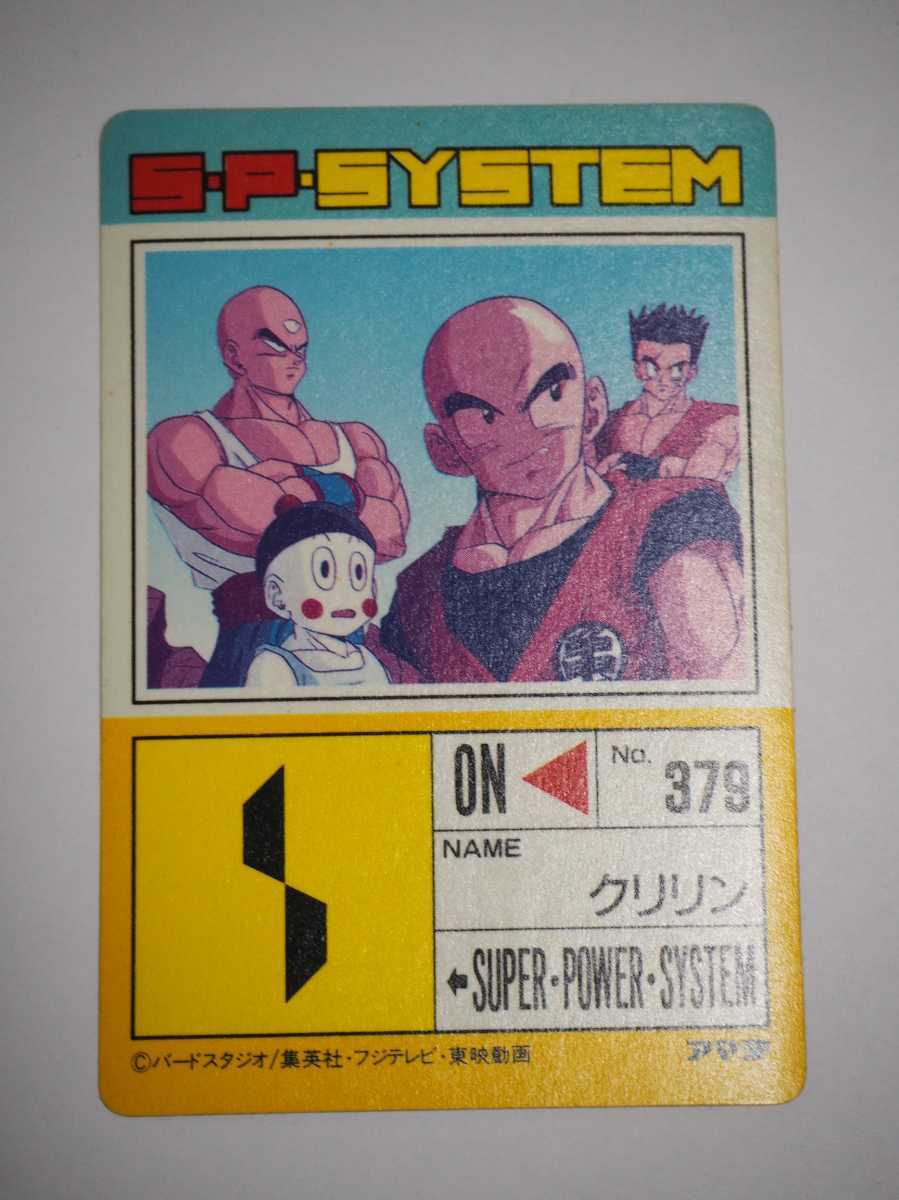 S·P·SYSTEM
亀
ON
No.
379
NAME
クリリン
SUPER·POWER·SYSTEM
©バードスタジオ/集英社・フジテレビ・東映動画
アマダ